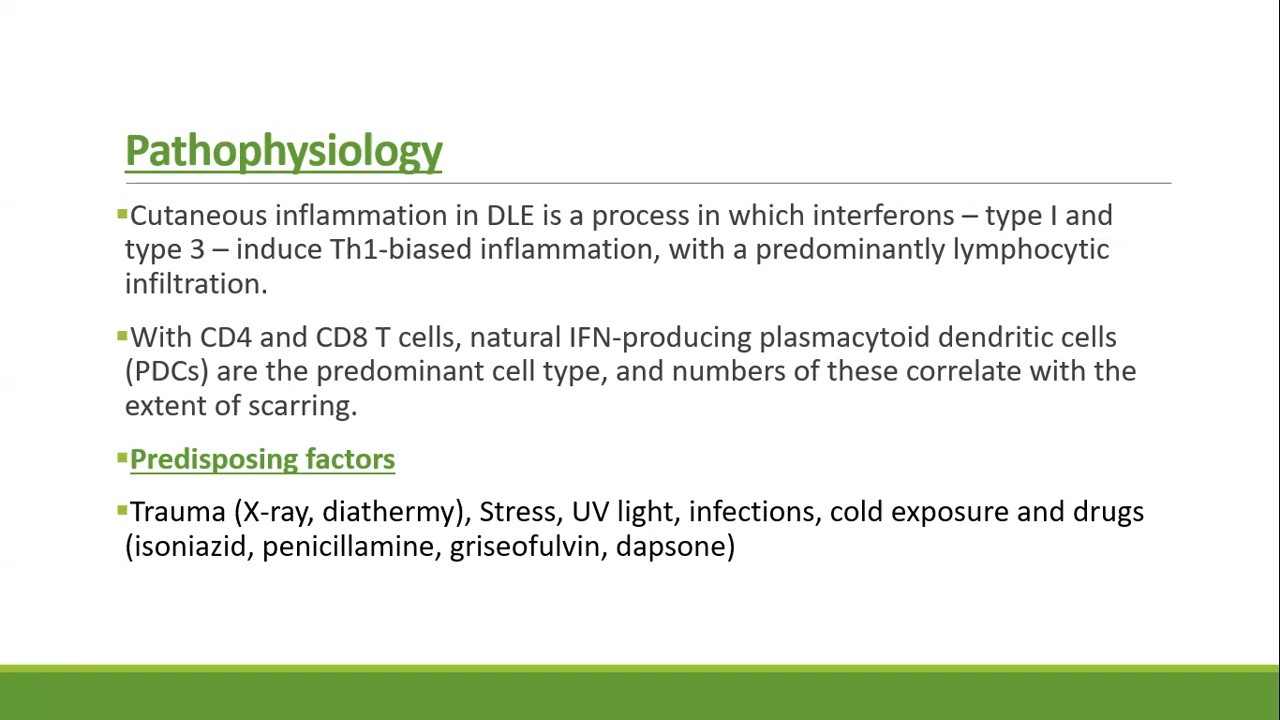 Pathophysiology
▪Cutaneous inflammation in DLE is a process in which interferons – type I and
type 3 – induce Th1-biased inflammation, with a predominantly lymphocytic
infiltration.
▪With CD4 and CD8 T cells, natural IFN-producing plasmacytoid dendritic cells
(PDCs) are the predominant cell type, and numbers of these correlate with the
extent of scarring.
▪Predisposing factors
▪Trauma (X-ray, diathermy), Stress, UV light, infections, cold exposure and drugs
(isoniazid, penicillamine, griseofulvin, dapsone)